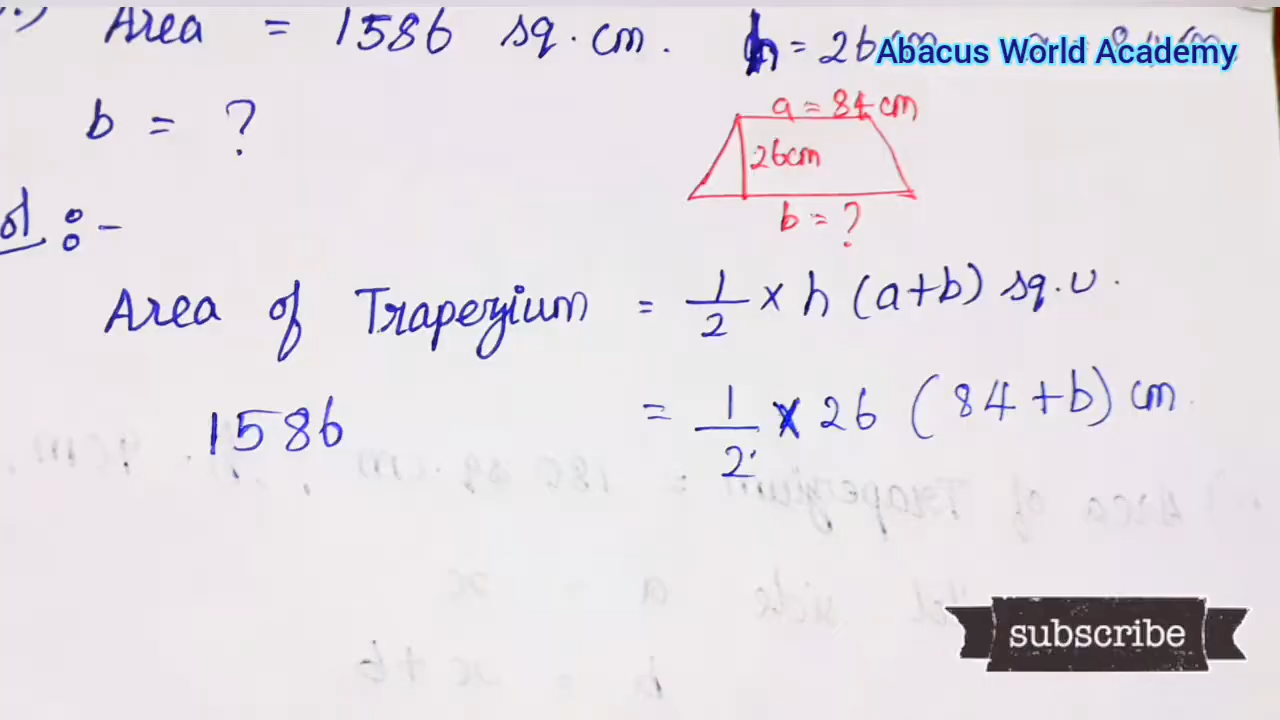 Area = 1586 sq.cm. h = 26
Abacus World Academy
b = ?
a = 84 cm
26cm
b = ?
:-
Area of Trapezium = 1/2 × h (a+b) sq.u.
1586 = 1/2 × 26 (84+b) cm
subscribe